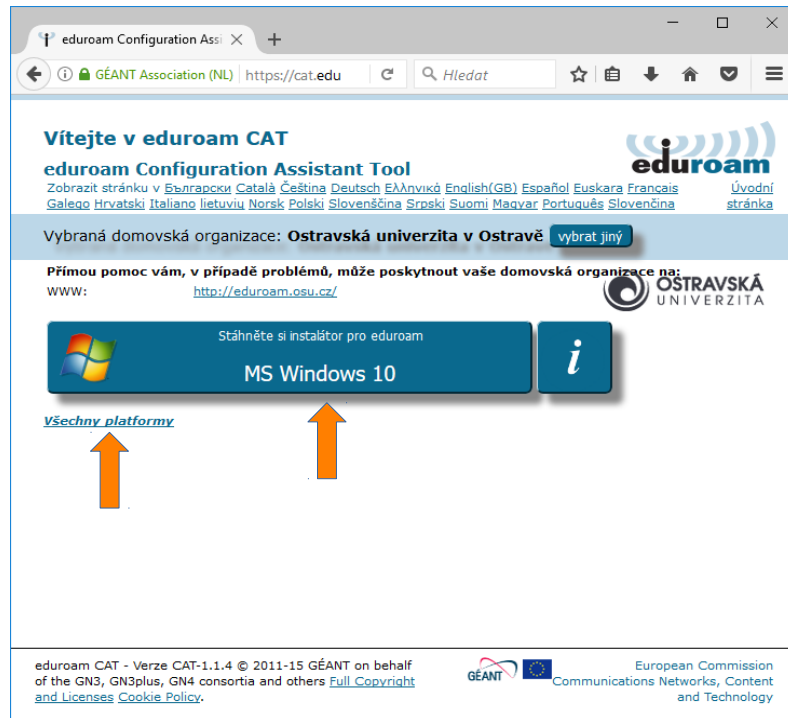 eduroam Configuration Assi
GÉANT Association (NL) https://cat.edu Hledat
Vítejte v eduroam CAT
eduroam Configuration Assistant Tool
eduroam
Zobrazit stránku v Български Català Čeština Deutsch Ελληνικά English(GB) Español Euskara Français
Galego Hrvatski Italiano lietuvių Norsk Polski Slovenščina Srpski Suomi Magyar Português Slovenčina
Úvodní
stránka
Vybraná domovská organizace: Ostravská univerzita v Ostravě vybrat jiný
Přímou pomoc vám, v případě problémů, může poskytnout vaše domovská organizace na:
WWW: http://eduroam.osu.cz/
OSTRAVSKÁ
UNIVERZITA
Stáhněte si instalátor pro eduroam
MS Windows 10
i
Všechny platformy
eduroam CAT - Verze CAT-1.1.4 © 2011-15 GÉANT on behalf
of the GN3, GN3plus, GN4 consortia and others Full Copyright
and Licenses Cookie Policy.
GÉANT
European Commission
Communications Networks, Content
and Technology